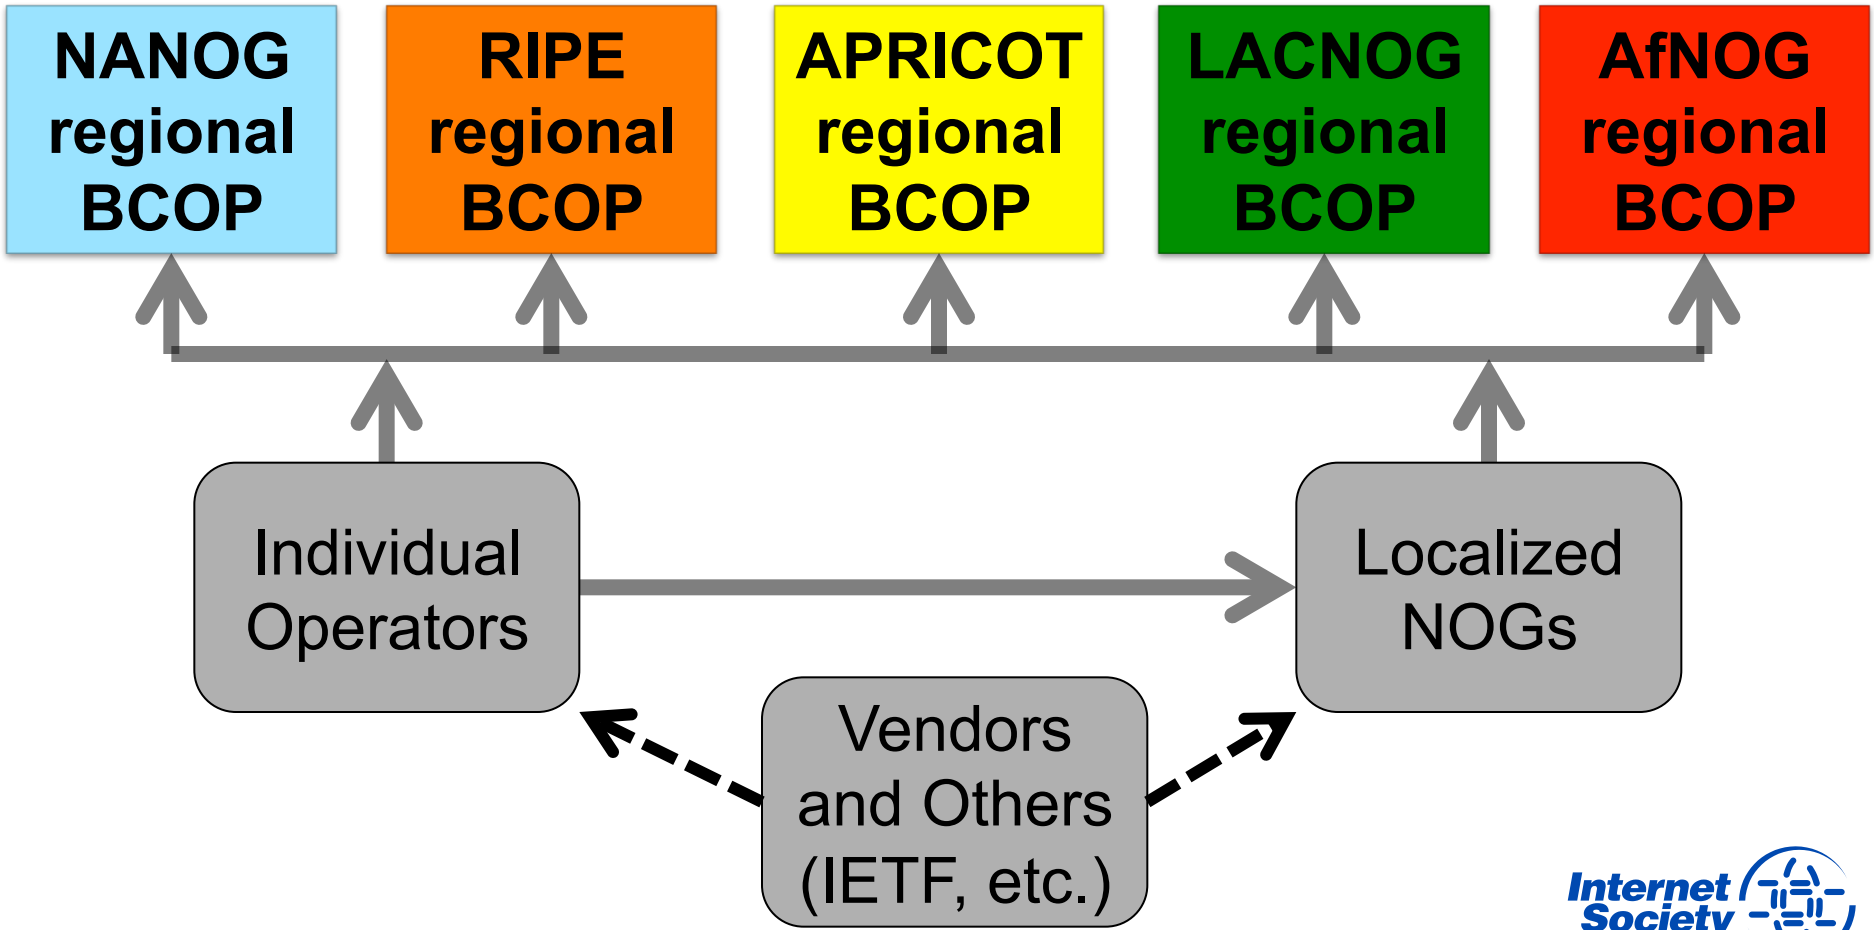 NANOG
regional
BCOP
RIPE
regional
BCOP
APRICOT
regional
BCOP
LACNOG
regional
BCOP
AfNOG
regional
BCOP
Individual
Operators
Localized
NOGs
Vendors
and Others
(IETF, etc.)
Internet
Society